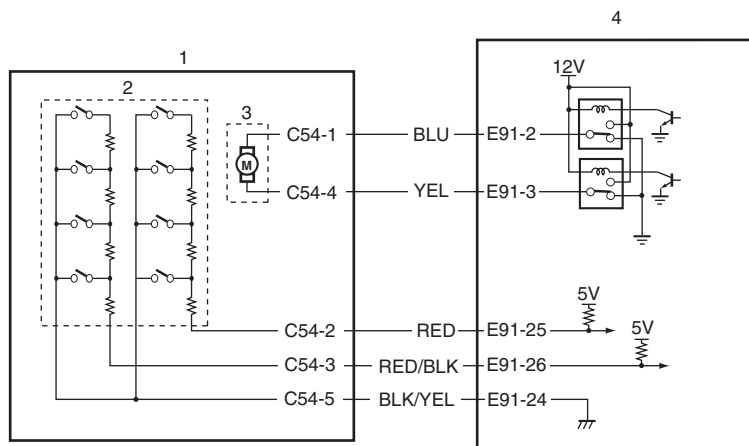 4
1
12V
2
3
C54-1 BLU E91-2
M
C54-4 YEL E91-3
5V
5V
C54-2 RED E91-25
C54-3 RED/BLK E91-26
C54-5 BLK/YEL E91-24